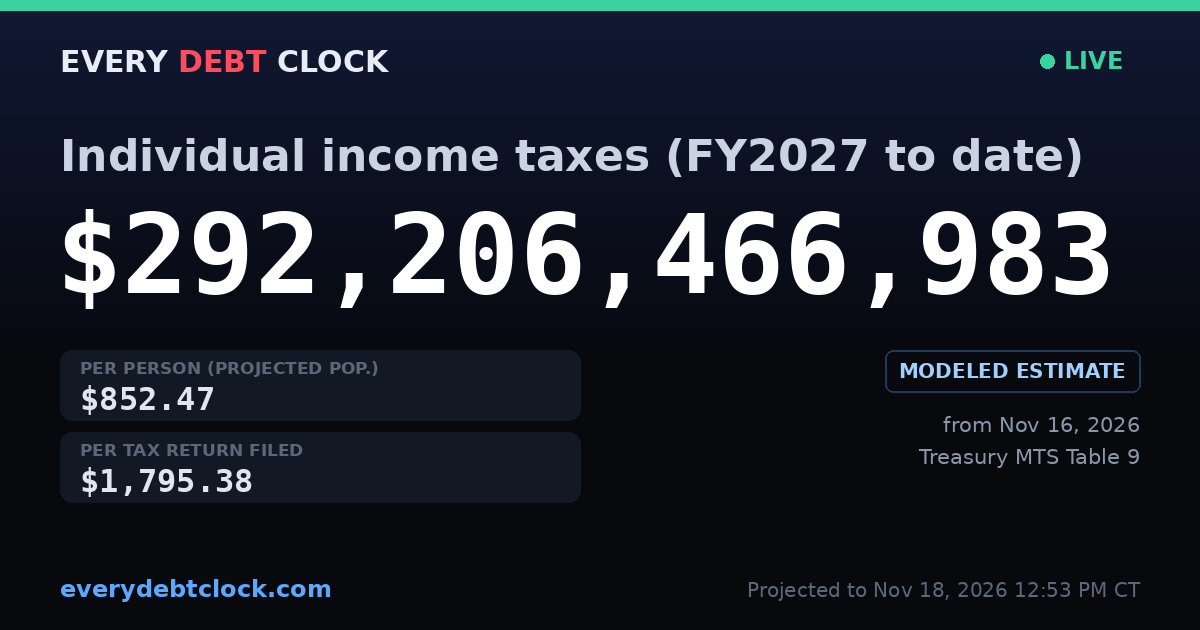 EVERY DEBT CLOCK
LIVE
Individual income taxes (FY2027 to date)
$292,206,466,983
PER PERSON (PROJECTED POP.)
$852.47
PER TAX RETURN FILED
$1,795.38
MODELED ESTIMATE
from Nov 16, 2026
Treasury MTS Table 9
everydebtclock.com
Projected to Nov 18, 2026 12:53 PM CT